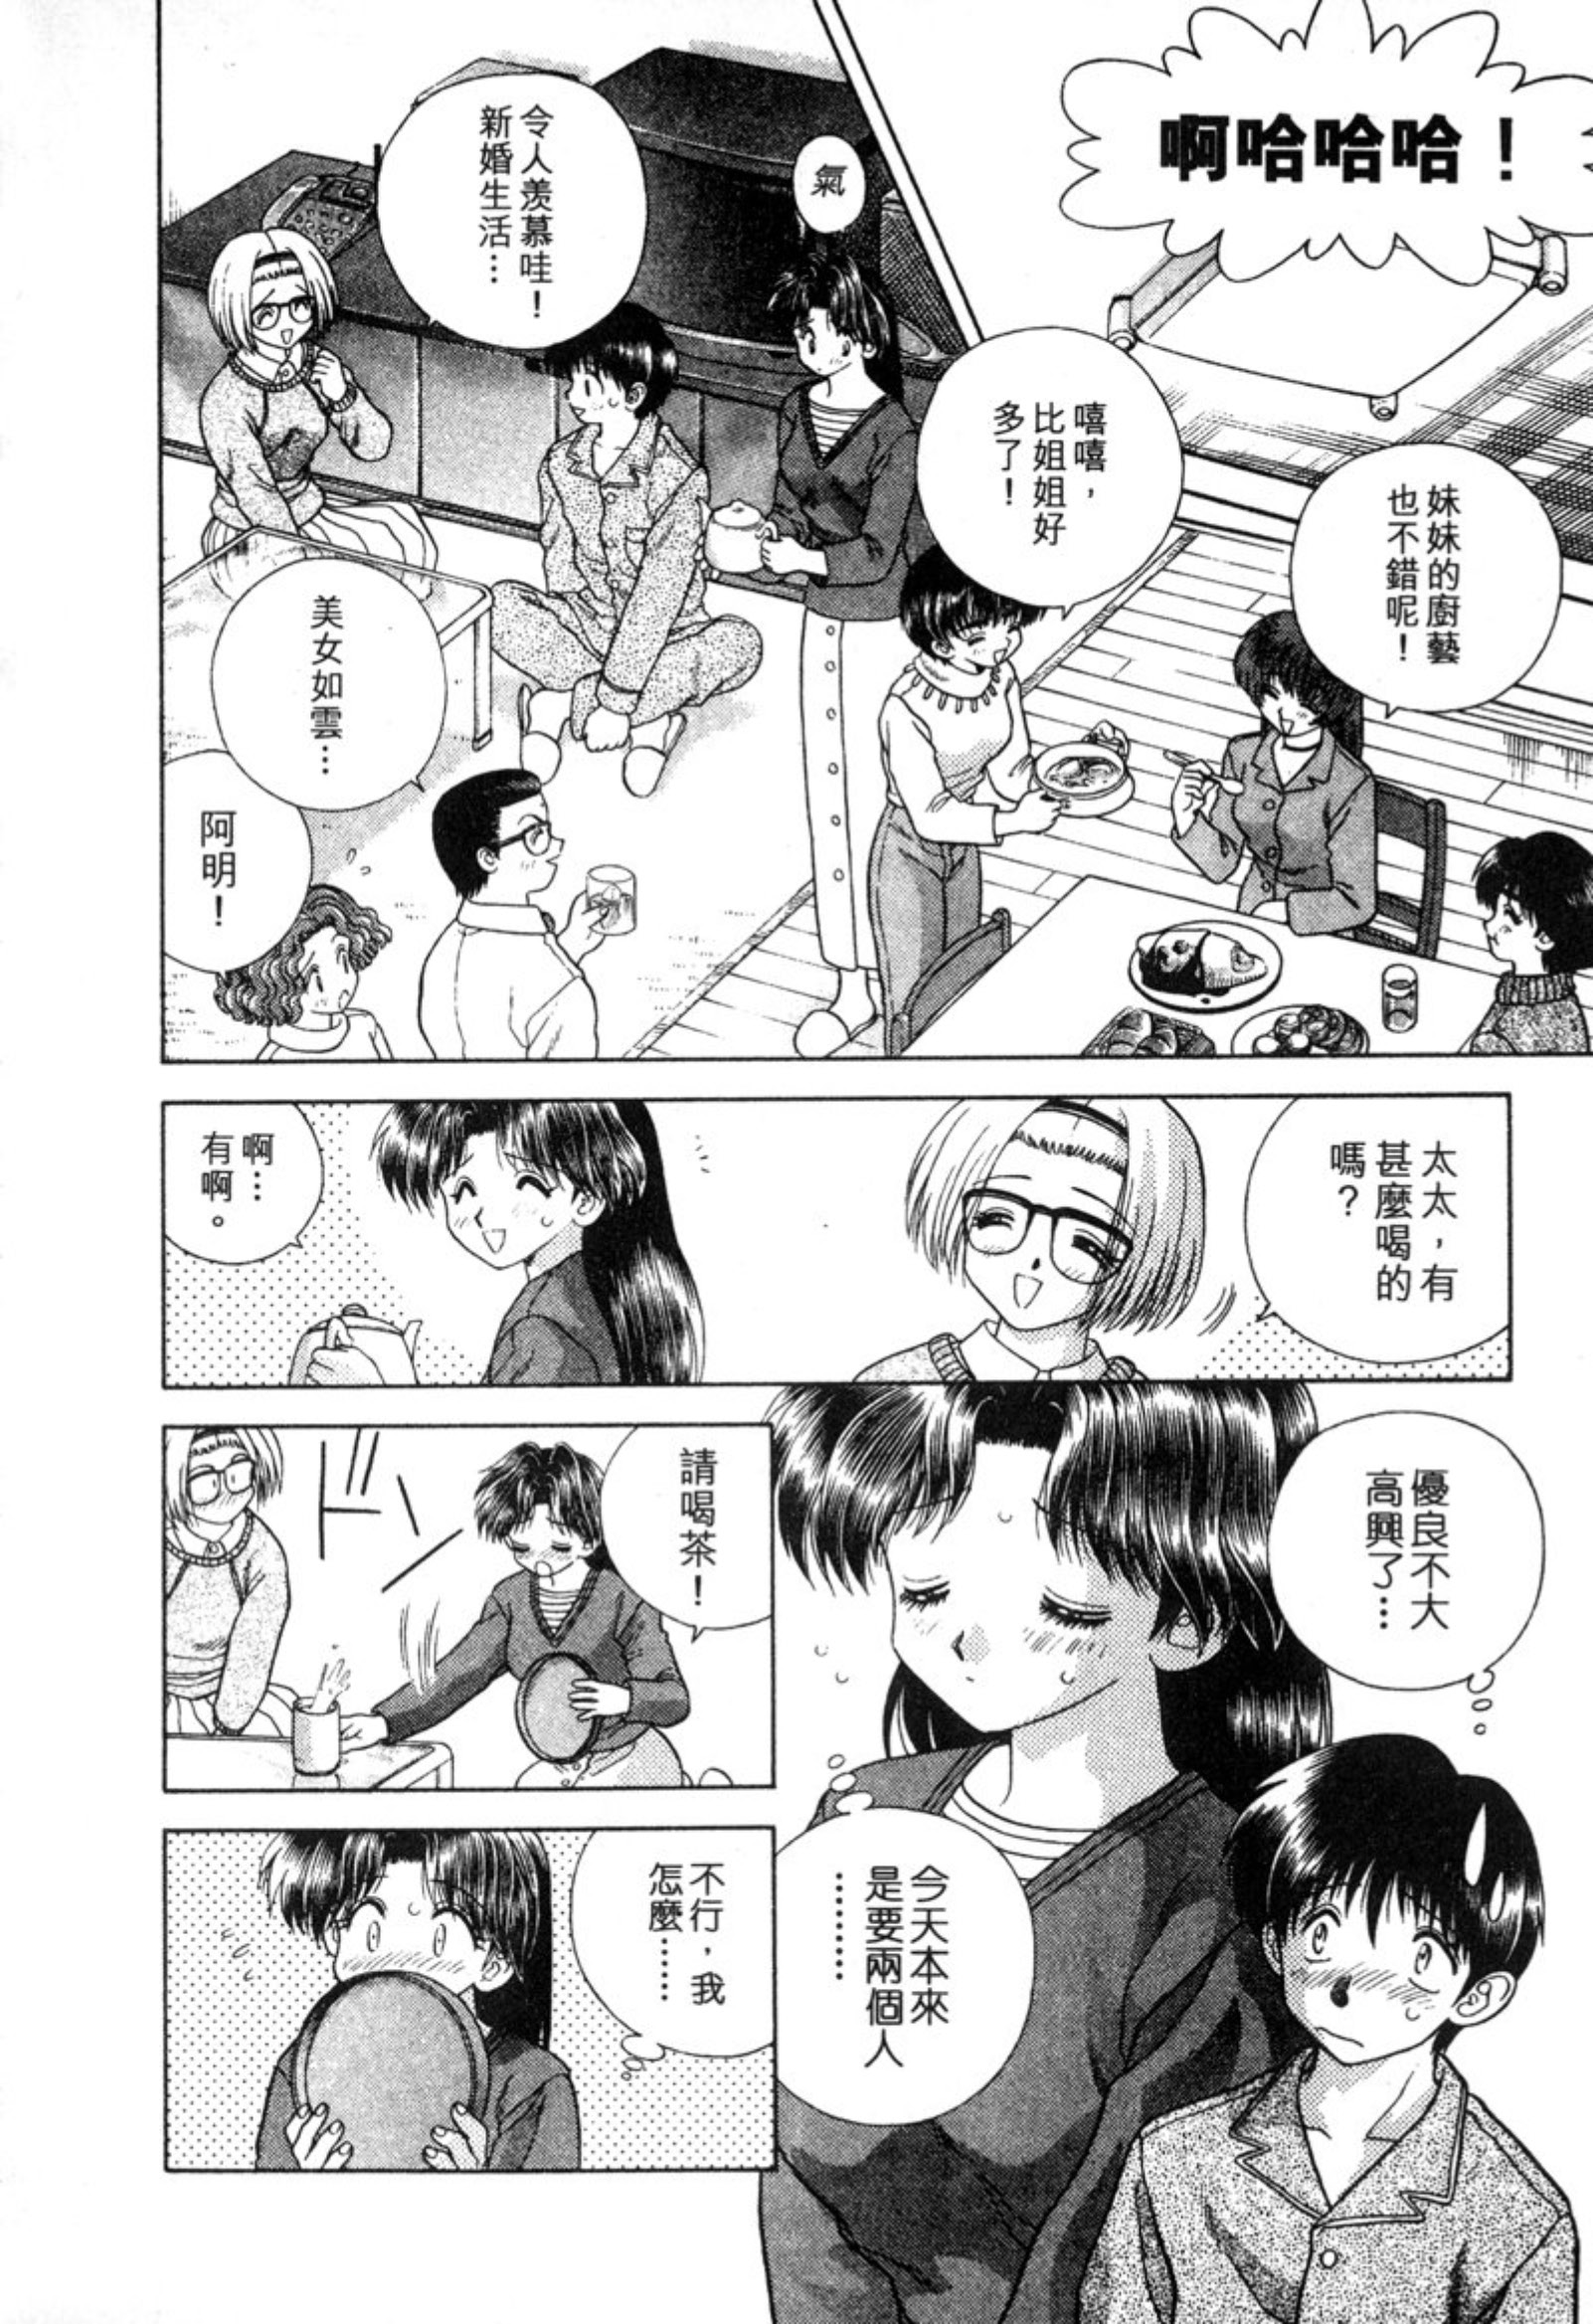 啊哈哈哈！
妹妹的廚藝
也不錯呢！
嘻嘻，
比姐姐好
多了！
氣
令人羨慕哇！
新婚生活…
美女如雲…
阿明！
太太，有
甚麼喝的
嗎？
啊…
有啊。
優良不大
高興了…
今天本來
是要兩個人
………
請喝茶！
ドン
不行，我
怎麼……